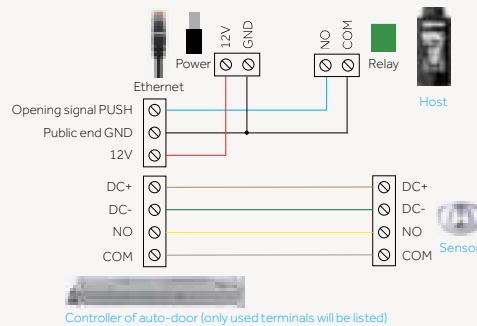 12V
GND
NO
COM
Power
Relay
Ethernet
Host
Opening signal PUSH
Public end GND
12V
DC+
DC+
DC-
DC-
NO
NO
Sensor
COM
COM
Controller of auto-door (only used terminals will be listed)